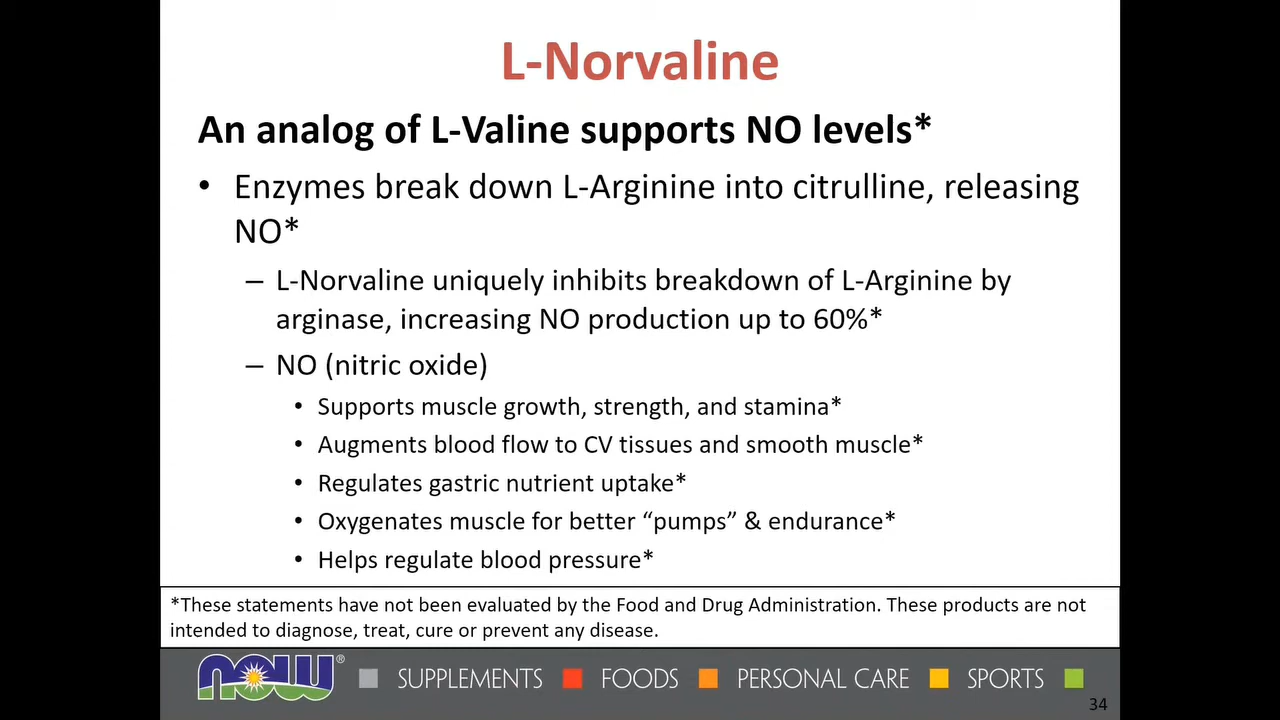 L-Norvaline
An analog of L-Valine supports NO levels*
• Enzymes break down L-Arginine into citrulline, releasing
NO*
– L-Norvaline uniquely inhibits breakdown of L-Arginine by
arginase, increasing NO production up to 60%*
– NO (nitric oxide)
• Supports muscle growth, strength, and stamina*
• Augments blood flow to CV tissues and smooth muscle*
• Regulates gastric nutrient uptake*
• Oxygenates muscle for better “pumps” & endurance*
• Helps regulate blood pressure*
*These statements have not been evaluated by the Food and Drug Administration. These products are not
intended to diagnose, treat, cure or prevent any disease.
now® SUPPLEMENTS FOODS PERSONAL CARE SPORTS
34